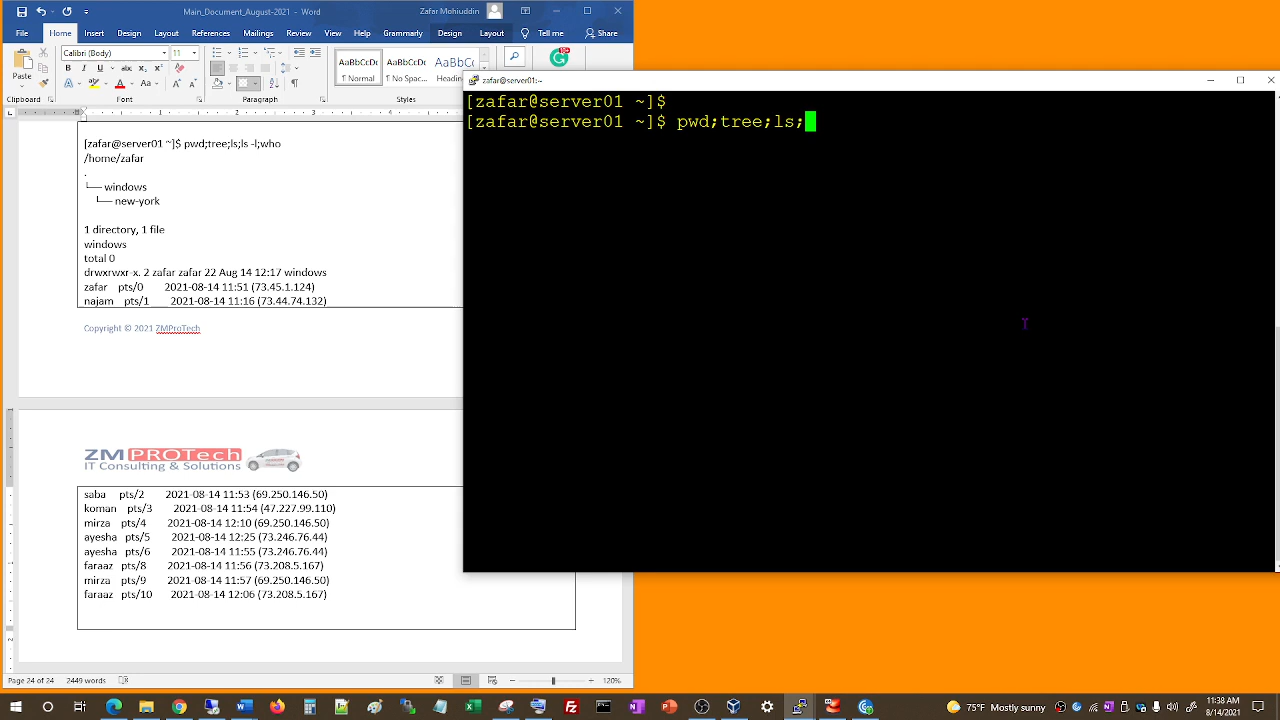 Main_Document_August-2021 - Word
Zafar Mohiuddin
File Home Insert Draw Design Layout References Mailings Review View Help Grammarly Design Layout Tell me Share
Calibri (Body) 11
Paste
B I U abc x₂ x²
AaBbCcDc AaBbCcDc AaBbCc
¶ Normal ¶ No Spac... Heading 1
Clipboard Font Paragraph Styles
[zafar@server01 ~]$ pwd;tree;ls;ls -l;who
/home/zafar
.
└── windows
└── new-york
1 directory, 1 file
windows
total 0
drwxrwxr-x. 2 zafar zafar 22 Aug 14 12:17 windows
zafar pts/0 2021-08-14 11:51 (73.45.1.124)
najam pts/1 2021-08-14 11:16 (73.44.74.132)
Copyright © 2021 ZMProTech
ZMPROTech
IT Consulting & Solutions
saba pts/2 2021-08-14 11:53 (69.250.146.50)
koman pts/3 2021-08-14 11:54 (47.227.99.110)
mirza pts/4 2021-08-14 12:10 (69.250.146.50)
ayesha pts/5 2021-08-14 12:25 (73.246.76.44)
ayesha pts/6 2021-08-14 11:55 (73.246.76.44)
faraaz pts/8 2021-08-14 11:56 (73.208.5.167)
mirza pts/9 2021-08-14 11:57 (69.250.146.50)
faraaz pts/10 2021-08-14 12:06 (73.208.5.167)
Page 24 of 24 2449 words
120%
zafar@server01:~
[zafar@server01 ~]$
[zafar@server01 ~]$ pwd;tree;ls;
75°F Mostly sunny
11:38 AM
8/14/2021